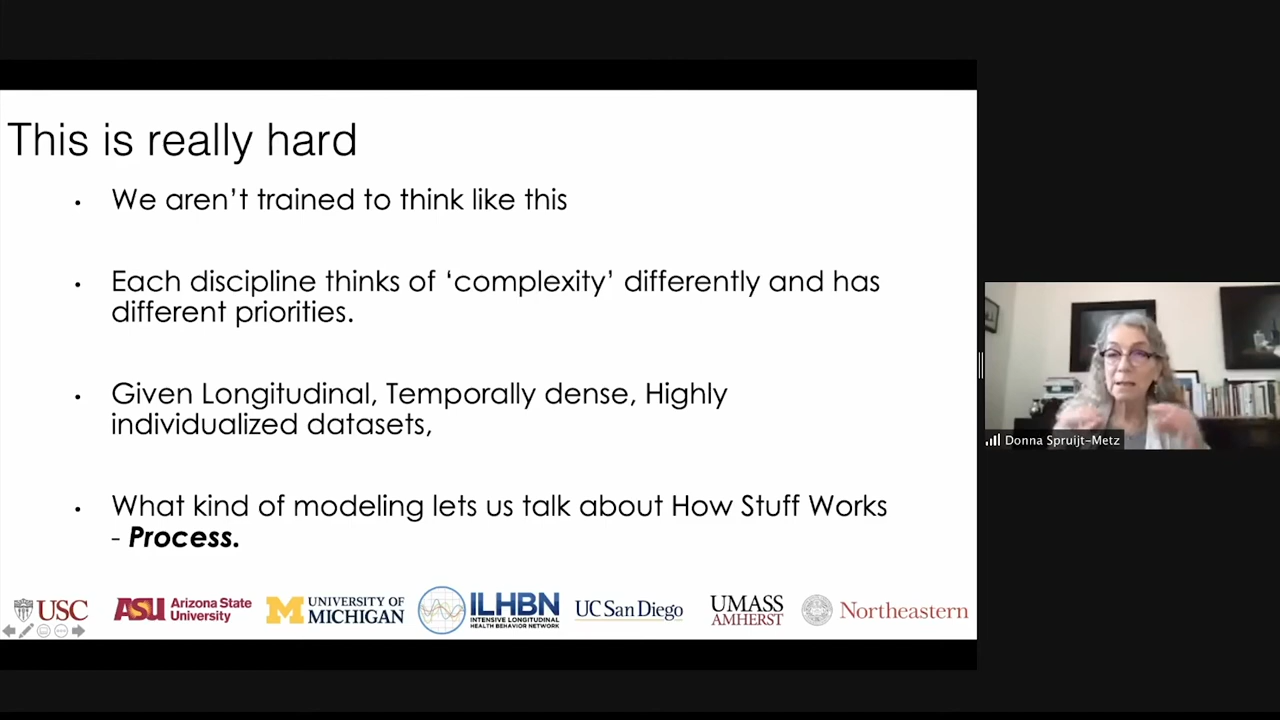 This is really hard
• We aren’t trained to think like this
• Each discipline thinks of ‘complexity’ differently and has
different priorities.
• Given Longitudinal, Temporally dense, Highly
individualized datasets,
• What kind of modeling lets us talk about How Stuff Works
- Process.
USC
ASU Arizona State
University
M UNIVERSITY OF
MICHIGAN
ILHBN
INTENSIVE LONGITUDINAL
HEALTH BEHAVIOR NETWORK
UC San Diego
UMASS
AMHERST
Northeastern
Donna Spruijt-Metz